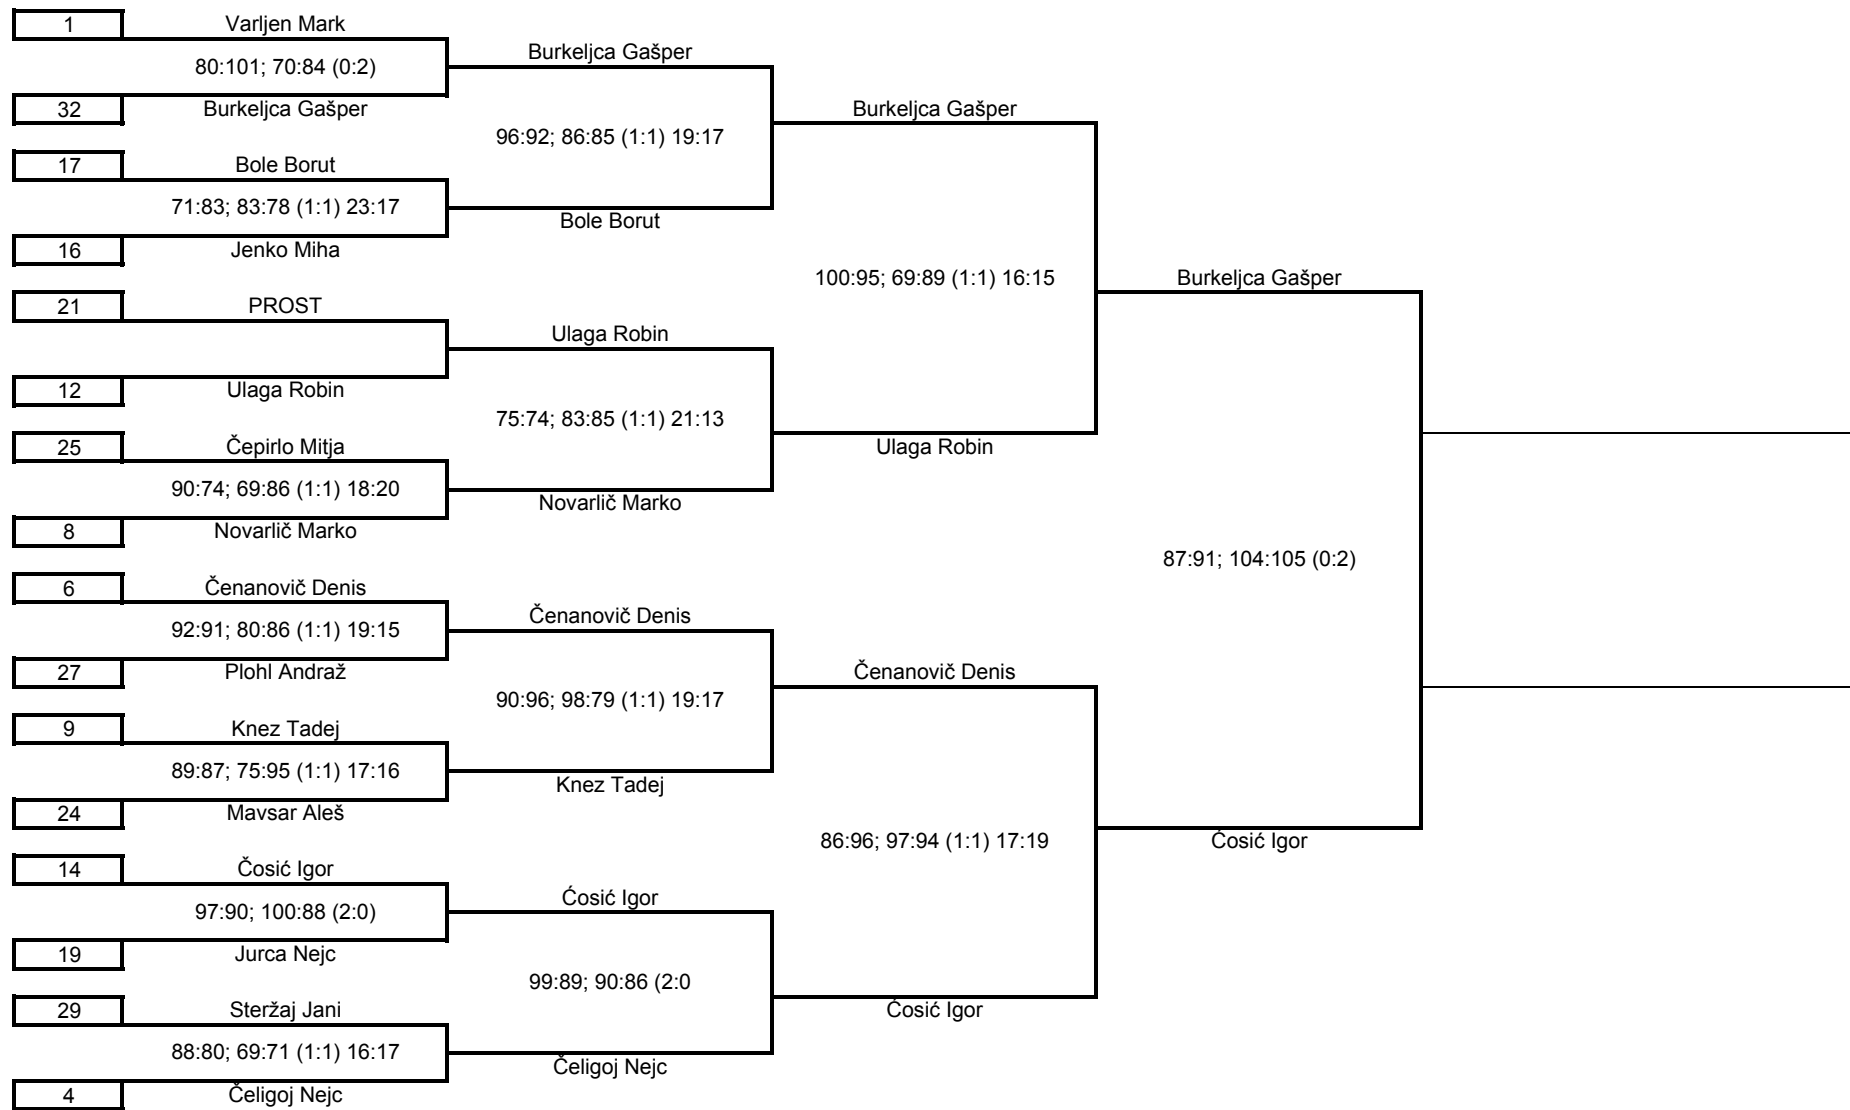 1 Varljen Mark
Burkeljca Gašper
80:101; 70:84 (0:2)
32 Burkeljca Gašper
Burkeljca Gašper
96:92; 86:85 (1:1) 19:17
17 Bole Borut
71:83; 83:78 (1:1) 23:17
Bole Borut
16 Jenko Miha
100:95; 69:89 (1:1) 16:15
Burkeljca Gašper
21 PROST
Ulaga Robin
12 Ulaga Robin
75:74; 83:85 (1:1) 21:13
25 Čepirlo Mitja
Ulaga Robin
90:74; 69:86 (1:1) 18:20
Novarlič Marko
8 Novarlič Marko
87:91; 104:105 (0:2)
6 Čenanovič Denis
Čenanovič Denis
92:91; 80:86 (1:1) 19:15
27 Plohl Andraž
Čenanovič Denis
90:96; 98:79 (1:1) 19:17
9 Knez Tadej
89:87; 75:95 (1:1) 17:16
Knez Tadej
24 Mavsar Aleš
86:96; 97:94 (1:1) 17:19
Ćosić Igor
14 Čosić Igor
Ćosić Igor
97:90; 100:88 (2:0)
19 Jurca Nejc
99:89; 90:86 (2:0
29 Steržaj Jani
Ćosić Igor
88:80; 69:71 (1:1) 16:17
Čeligoj Nejc
4 Čeligoj Nejc